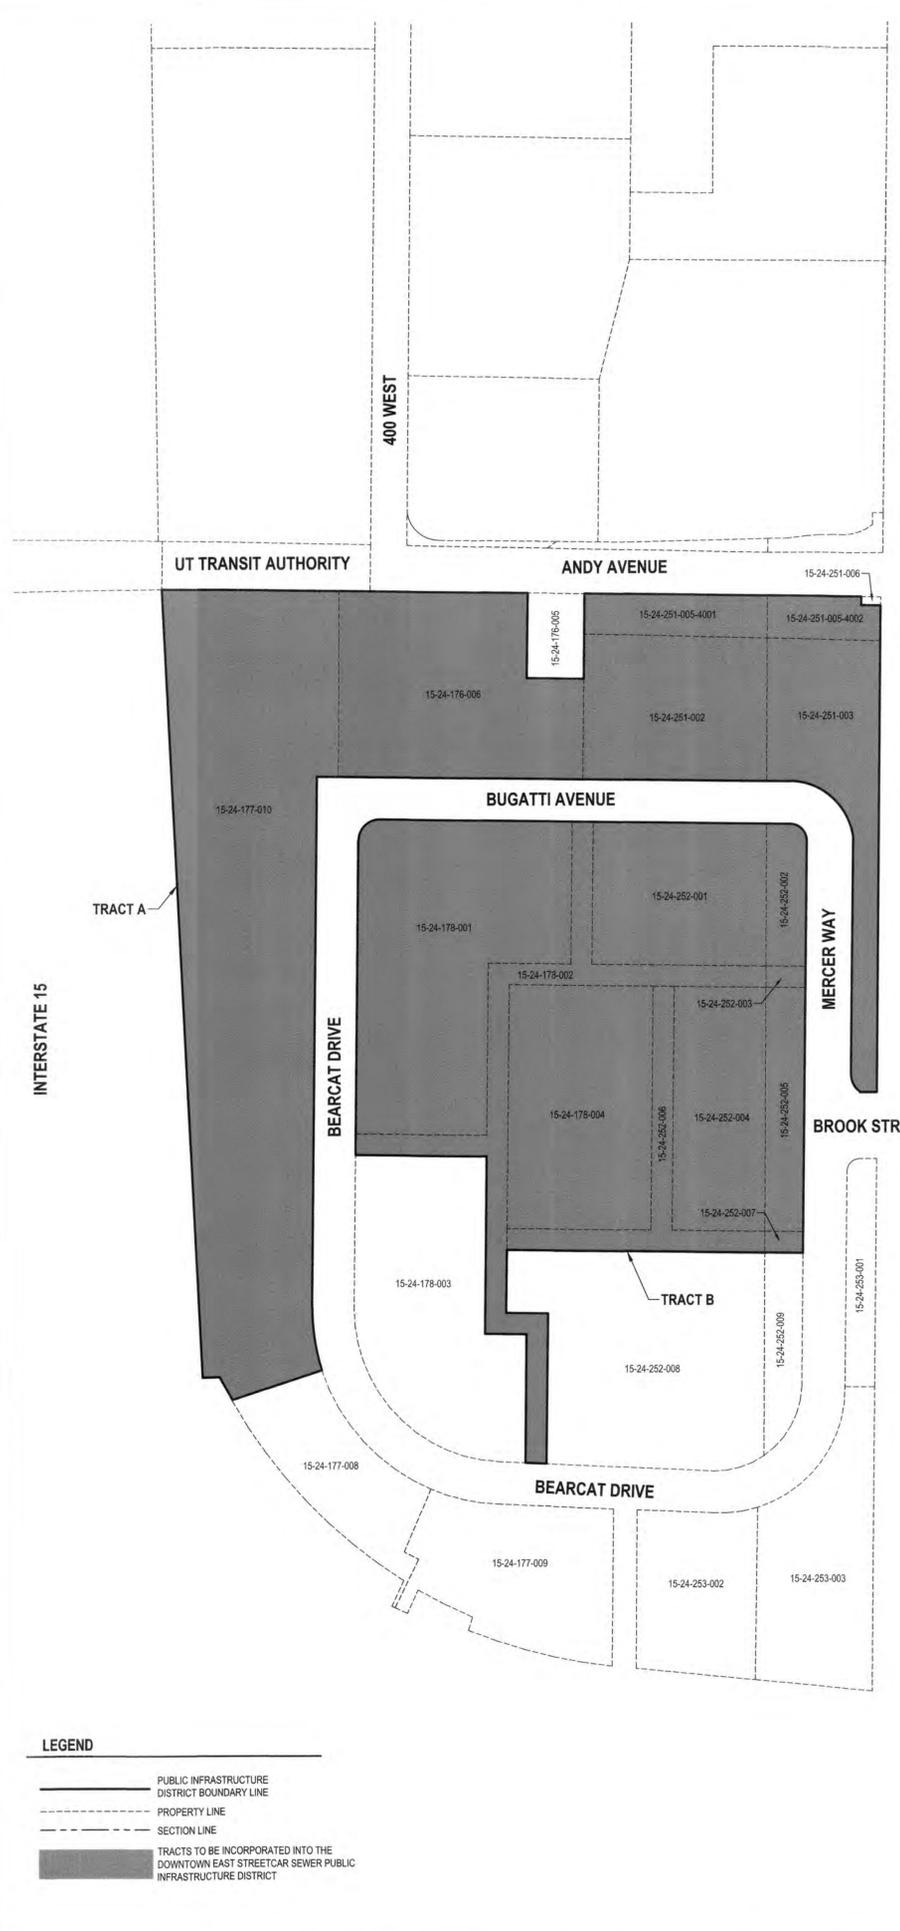 400 WEST
UT TRANSIT AUTHORITY
ANDY AVENUE
15-24-251-006
15-24-176-005
15-24-251-005-4001
15-24-251-005-4002
15-24-176-006
15-24-251-002
15-24-251-003
15-24-177-010
BUGATTI AVENUE
TRACT A
15-24-178-001
15-24-252-001
15-24-252-002
MERCER WAY
15-24-178-002
15-24-252-003
INTERSTATE 15
BEARCAT DRIVE
15-24-178-004
15-24-252-006
15-24-252-004
15-24-252-005
BROOK STR
15-24-252-007
15-24-178-003
TRACT B
15-24-253-001
15-24-252-009
15-24-252-008
15-24-177-008
BEARCAT DRIVE
15-24-177-009
15-24-253-002
15-24-253-003
LEGEND
PUBLIC INFRASTRUCTURE
DISTRICT BOUNDARY LINE
PROPERTY LINE
SECTION LINE
TRACTS TO BE INCORPORATED INTO THE
DOWNTOWN EAST STREETCAR SEWER PUBLIC
INFRASTRUCTURE DISTRICT